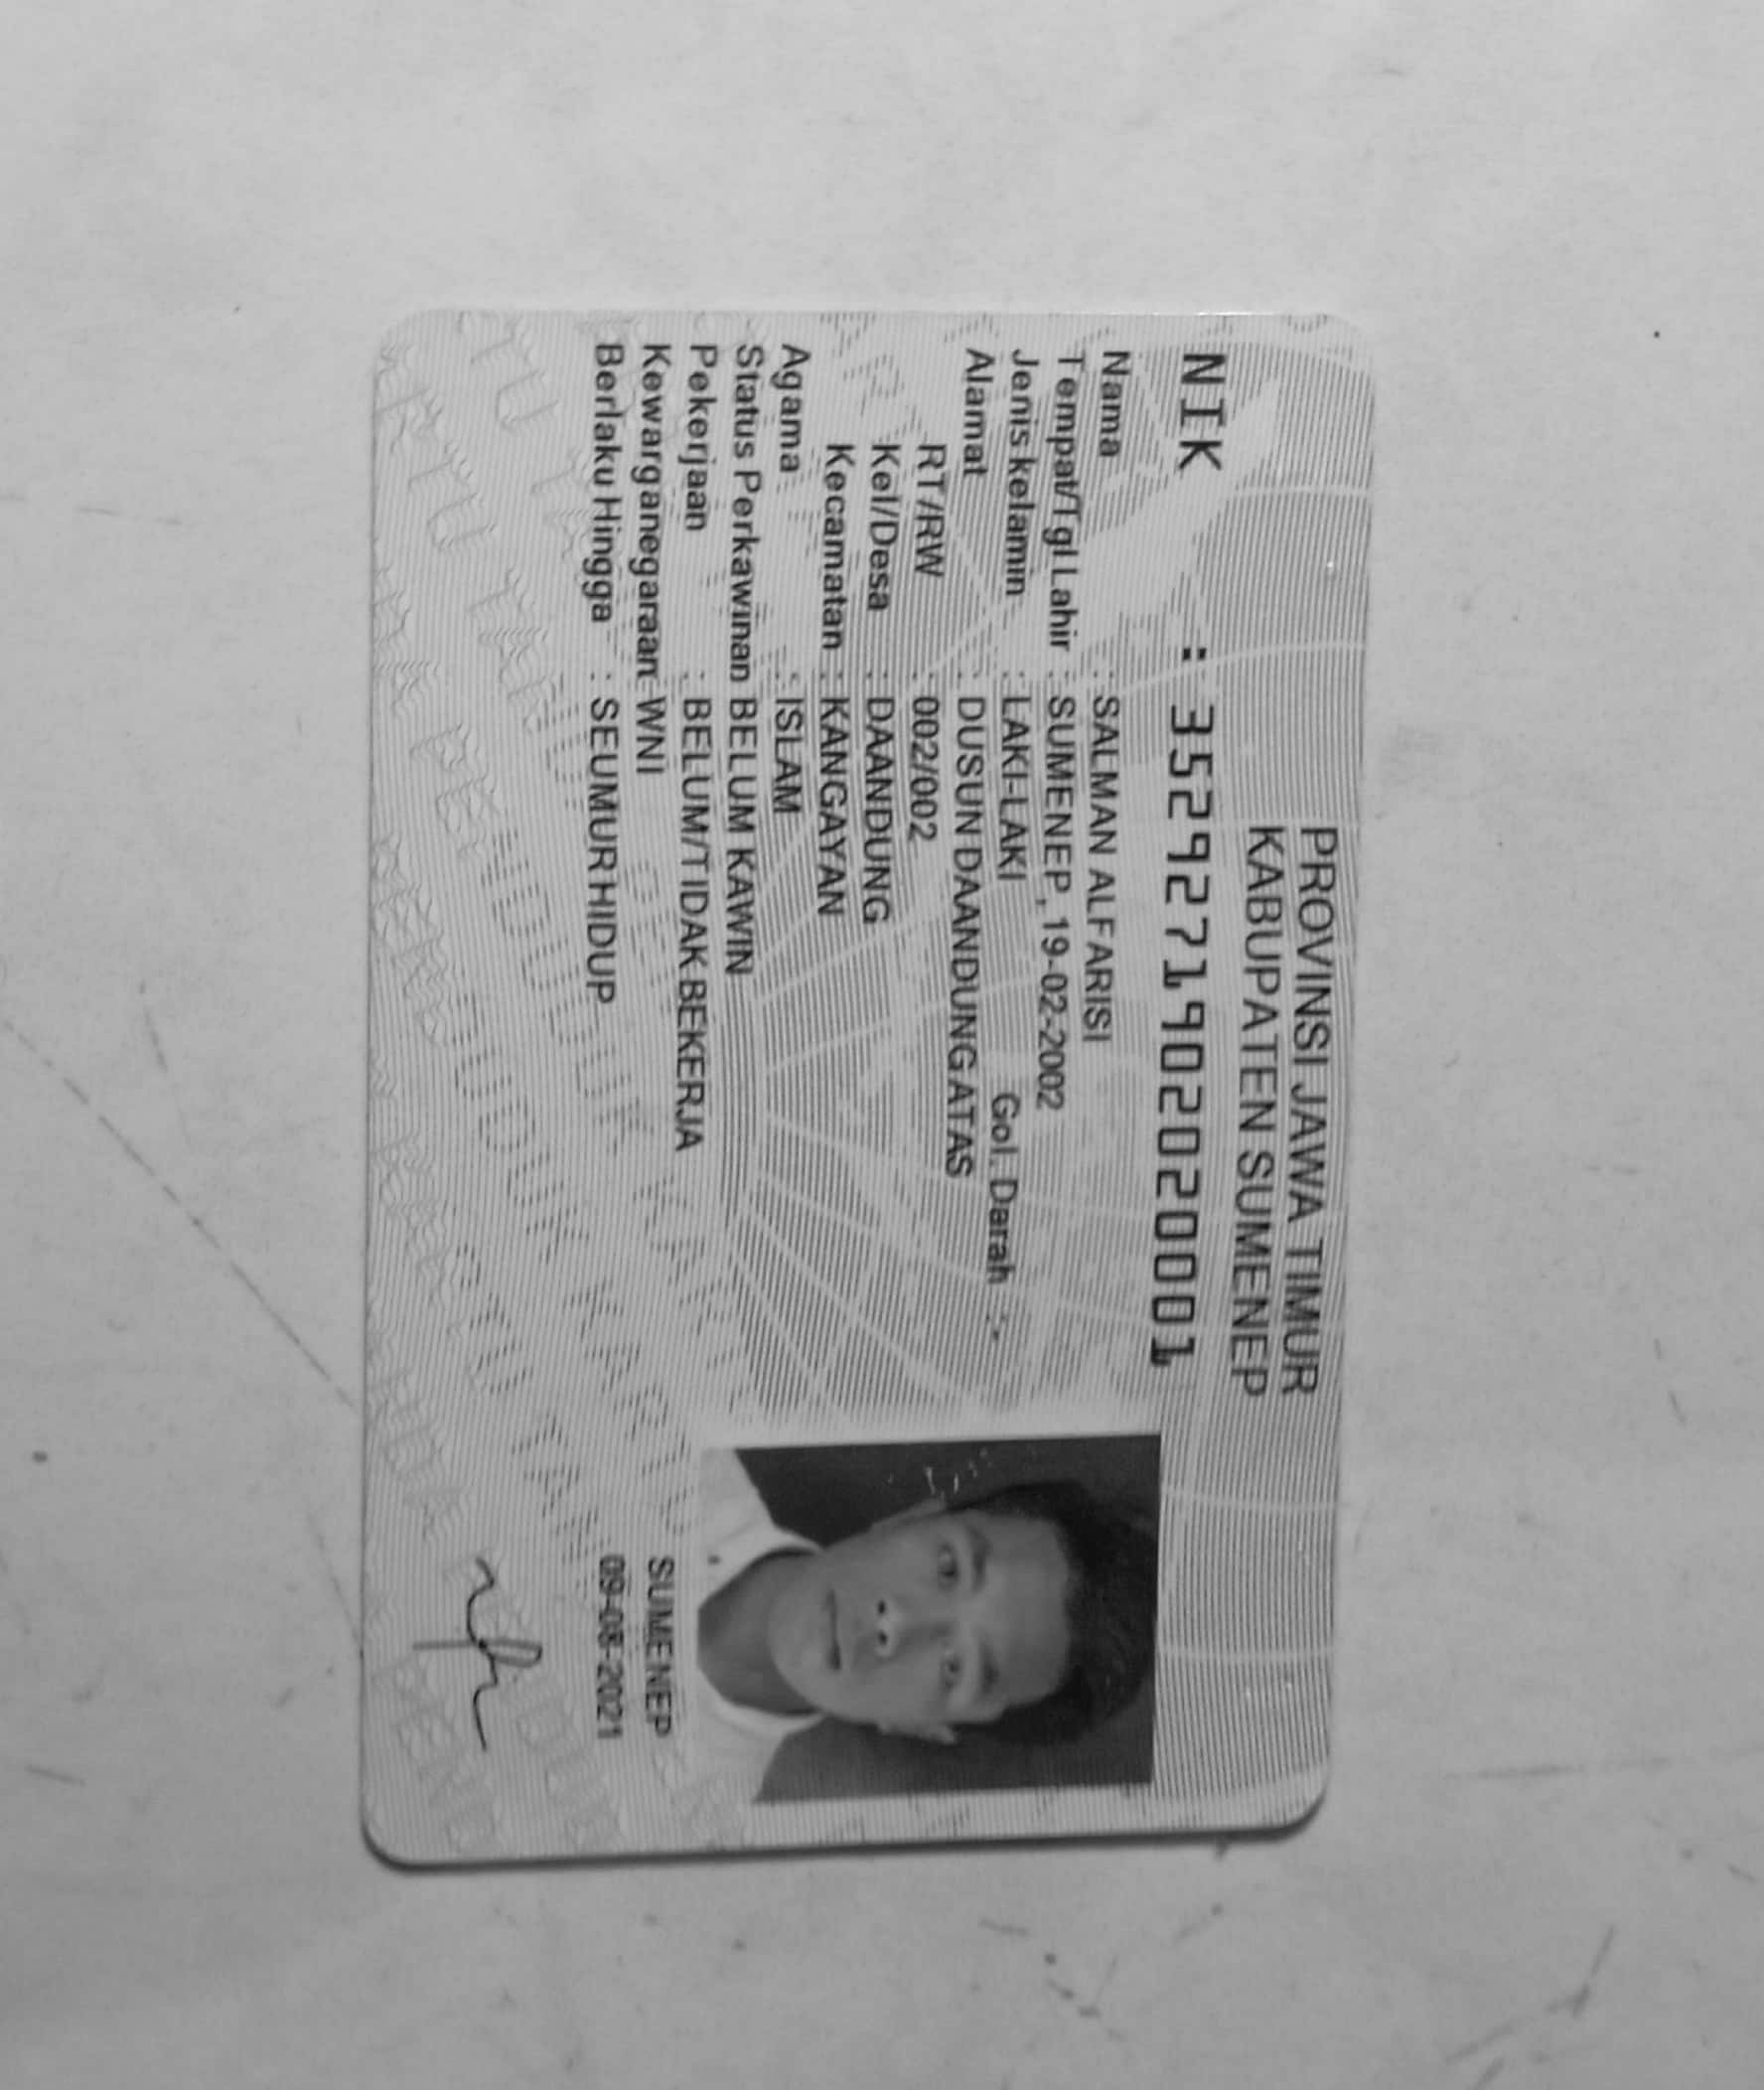 PROVINSI JAWA TIMUR
KABUPATEN SUMENEP
NIK : 3529271902020001
Nama : SALMAN ALFARISI
Tempat/Tgl Lahir : SUMENEP, 19-02-2002
Jenis kelamin : LAKI-LAKI Gol. Darah : -
Alamat : DUSUN DAANDUNG ATAS
RT/RW : 002/002
Kel/Desa : DAANDUNG
Kecamatan : KANGAYAN
Agama : ISLAM
Status Perkawinan BELUM KAWIN
Pekerjaan : BELUM/TIDAK BEKERJA
Kewarganegaraan WNI
Berlaku Hingga : SEUMUR HIDUP
SUMENEP
09-08-2021